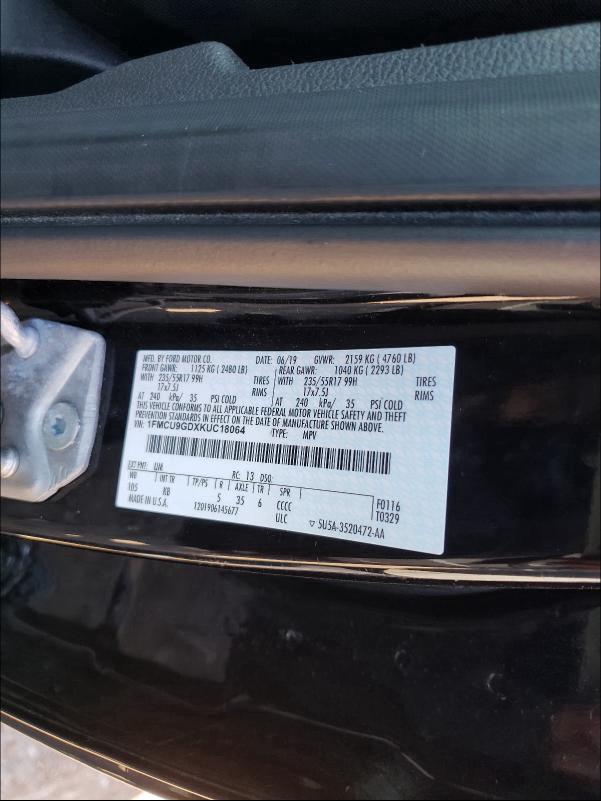 MFD. BY FORD MOTOR CO.
DATE: 06/19 GVWR: 2159 KG ( 4760 LB)
FRONT GAWR: 1125 KG ( 2480 LB) REAR GAWR: 1040 KG ( 2293 LB)
WITH 235/55R17 99H TIRES WITH 235/55R17 99H TIRES
17x7.5J RIMS 17x7.5J RIMS
AT 240 kPa/ 35 PSI COLD AT 240 kPa/ 35 PSI COLD
THIS VEHICLE CONFORMS TO ALL APPLICABLE FEDERAL MOTOR VEHICLE SAFETY AND THEFT
PREVENTION STANDARDS IN EFFECT ON THE DATE OF MANUFACTURE SHOWN ABOVE.
VIN: 1FMCU9GDXKUC18064
TYPE: MPV
EXT PNT: UM RC: 13 DSO:
WB INT TR TP/PS R AXLE TR SPR
105 KB 5 35 6 CCCC F0116
MADE IN U.S.A. ULC T0329
1201906145677 ▽ 5U5A-3520472-AA